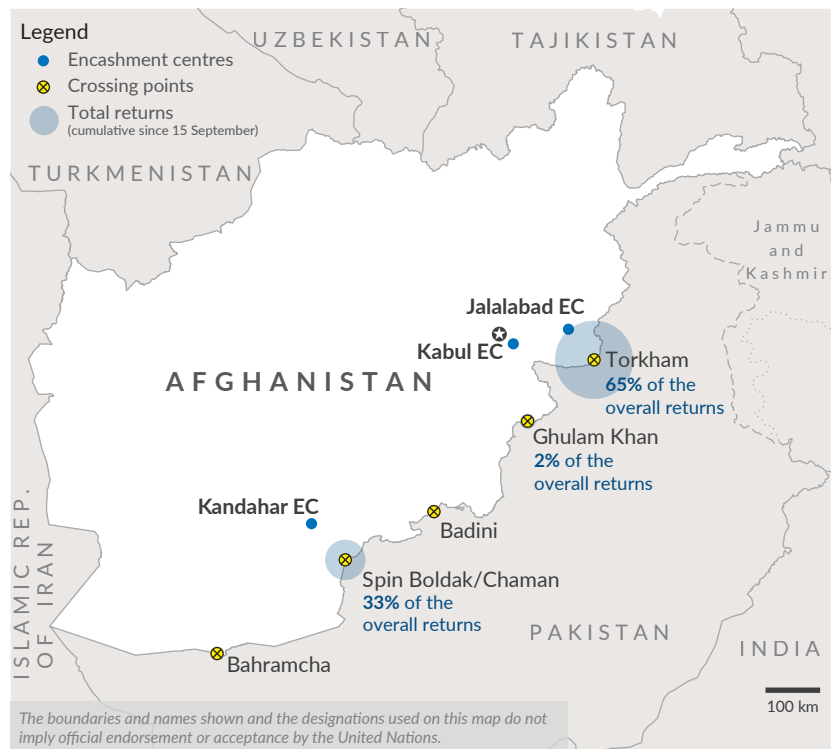 Legend
Encashment centres
Crossing points
Total returns
(cumulative since 15 September)
UZBEKISTAN
TAJIKISTAN
TURKMENISTAN
Jammu
and
Kashmir
Jalalabad EC
Kabul EC
Torkham
65% of the
overall returns
AFGHANISTAN
Ghulam Khan
2% of the
overall returns
Kandahar EC
Badini
Spin Boldak/Chaman
33% of the
overall returns
ISLAMIC REP.
OF IRAN
PAKISTAN
INDIA
Bahramcha
100 km
The boundaries and names shown and the designations used on this map do not
imply official endorsement or acceptance by the United Nations.